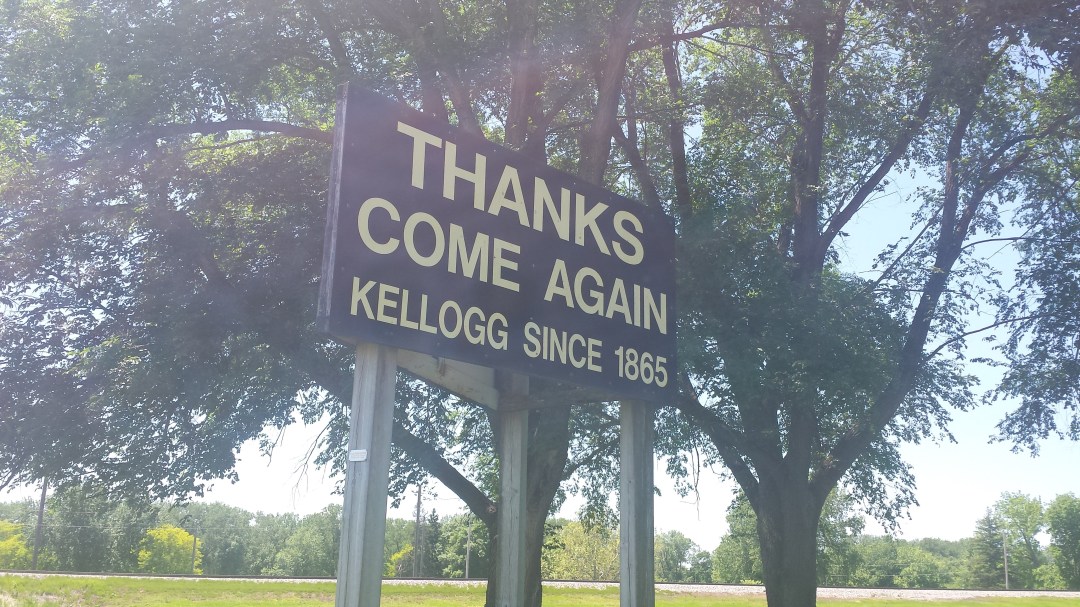 THANKS
COME AGAIN
KELLOGG SINCE 1865